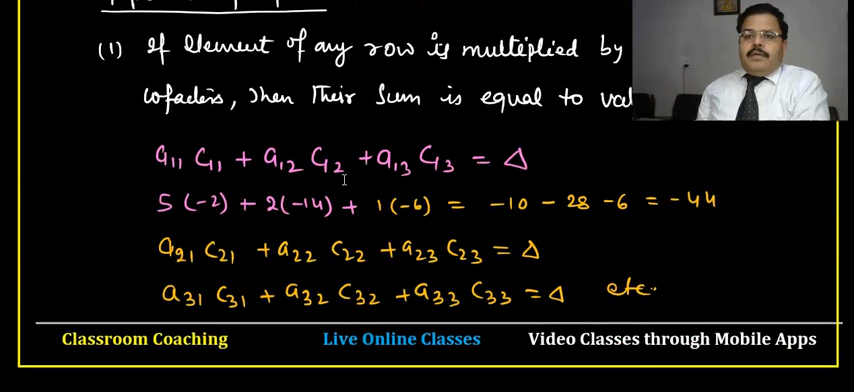 (1) If element of any row is multiplied by
cofactors, then their sum is equal to val
a₁₁ C₁₁ + a₁₂ C₁₂ + a₁₃ C₁₃ = Δ
5 (-2) + 2(-14) + 1(-6) = -10 - 28 - 6 = -44
a₂₁ C₂₁ + a₂₂ C₂₂ + a₂₃ C₂₃ = Δ
a₃₁ C₃₁ + a₃₂ C₃₂ + a₃₃ C₃₃ = Δ etc.
Classroom Coaching Live Online Classes Video Classes through Mobile Apps